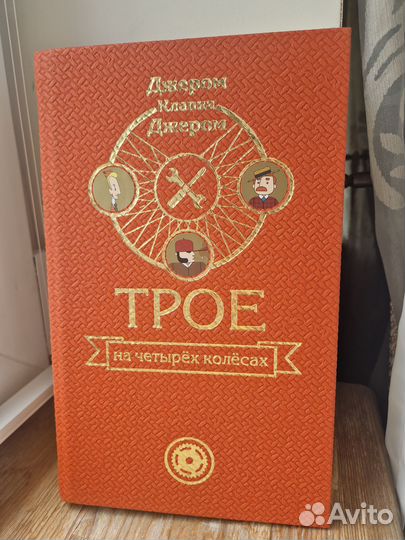 Джером
Клапка
Джером
ТРОЕ
на четырёх колёсах
Avito